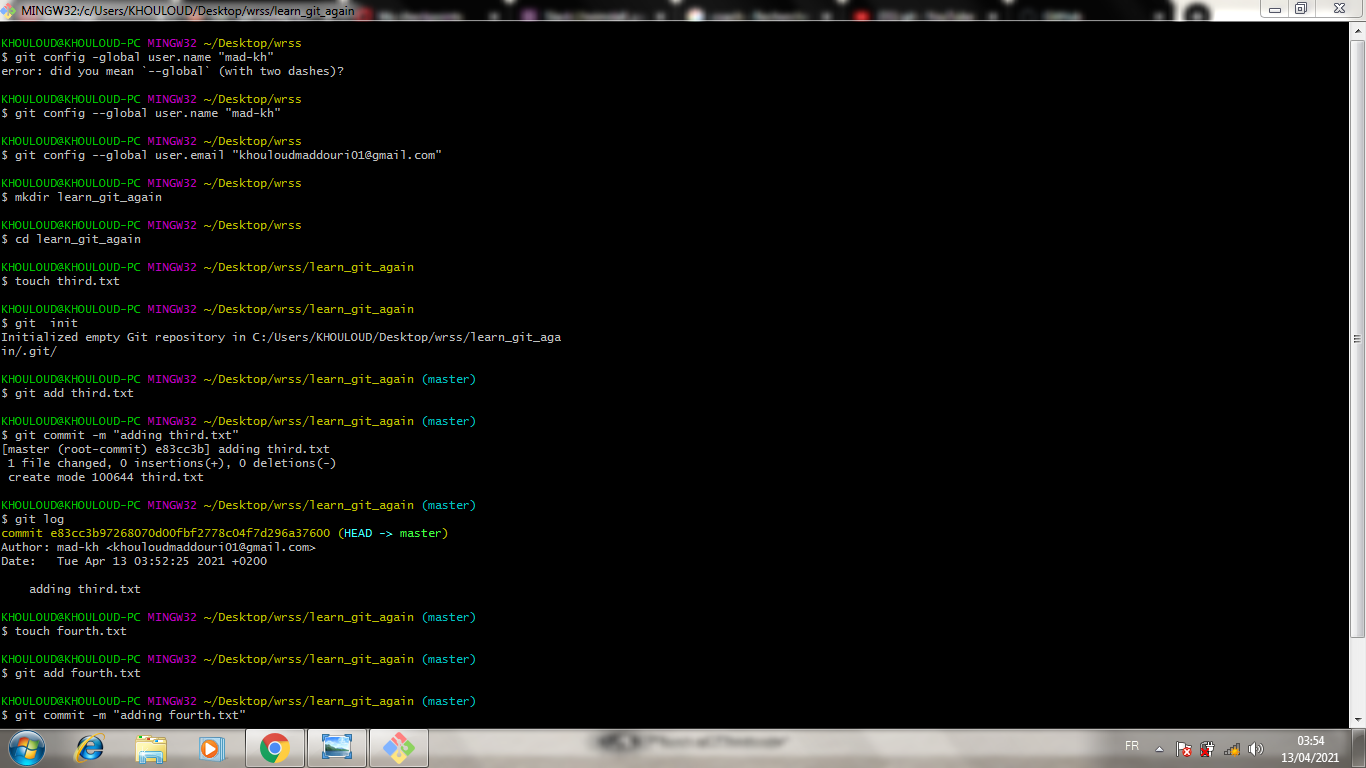 MINGW32:/c/Users/KHOULOUD/Desktop/wrss/learn_git_again
KHOULOUD@KHOULOUD-PC MINGW32 ~/Desktop/wrss
$ git config -global user.name "mad-kh"
error: did you mean `--global` (with two dashes)?
KHOULOUD@KHOULOUD-PC MINGW32 ~/Desktop/wrss
$ git config --global user.name "mad-kh"
KHOULOUD@KHOULOUD-PC MINGW32 ~/Desktop/wrss
$ git config --global user.email "khouloudmaddouri01@gmail.com"
KHOULOUD@KHOULOUD-PC MINGW32 ~/Desktop/wrss
$ mkdir learn_git_again
KHOULOUD@KHOULOUD-PC MINGW32 ~/Desktop/wrss
$ cd learn_git_again
KHOULOUD@KHOULOUD-PC MINGW32 ~/Desktop/wrss/learn_git_again
$ touch third.txt
KHOULOUD@KHOULOUD-PC MINGW32 ~/Desktop/wrss/learn_git_again
$ git  init
Initialized empty Git repository in C:/Users/KHOULOUD/Desktop/wrss/learn_git_aga
in/.git/
KHOULOUD@KHOULOUD-PC MINGW32 ~/Desktop/wrss/learn_git_again (master)
$ git add third.txt
KHOULOUD@KHOULOUD-PC MINGW32 ~/Desktop/wrss/learn_git_again (master)
$ git commit -m "adding third.txt"
[master (root-commit) e83cc3b] adding third.txt
 1 file changed, 0 insertions(+), 0 deletions(-)
 create mode 100644 third.txt
KHOULOUD@KHOULOUD-PC MINGW32 ~/Desktop/wrss/learn_git_again (master)
$ git log
commit e83cc3b97268070d00fbf2778c04f7d296a37600 (HEAD -> master)
Author: mad-kh <khouloudmaddouri01@gmail.com>
Date:   Tue Apr 13 03:52:25 2021 +0200
    adding third.txt
KHOULOUD@KHOULOUD-PC MINGW32 ~/Desktop/wrss/learn_git_again (master)
$ touch fourth.txt
KHOULOUD@KHOULOUD-PC MINGW32 ~/Desktop/wrss/learn_git_again (master)
$ git add fourth.txt
KHOULOUD@KHOULOUD-PC MINGW32 ~/Desktop/wrss/learn_git_again (master)
$ git commit -m "adding fourth.txt"
FR
03:54
13/04/2021